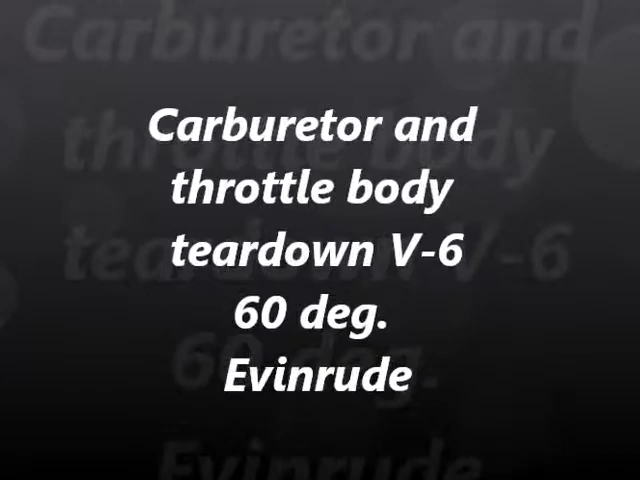 Carburetor and
throttle body
teardown V-6
60 deg.
Evinrude